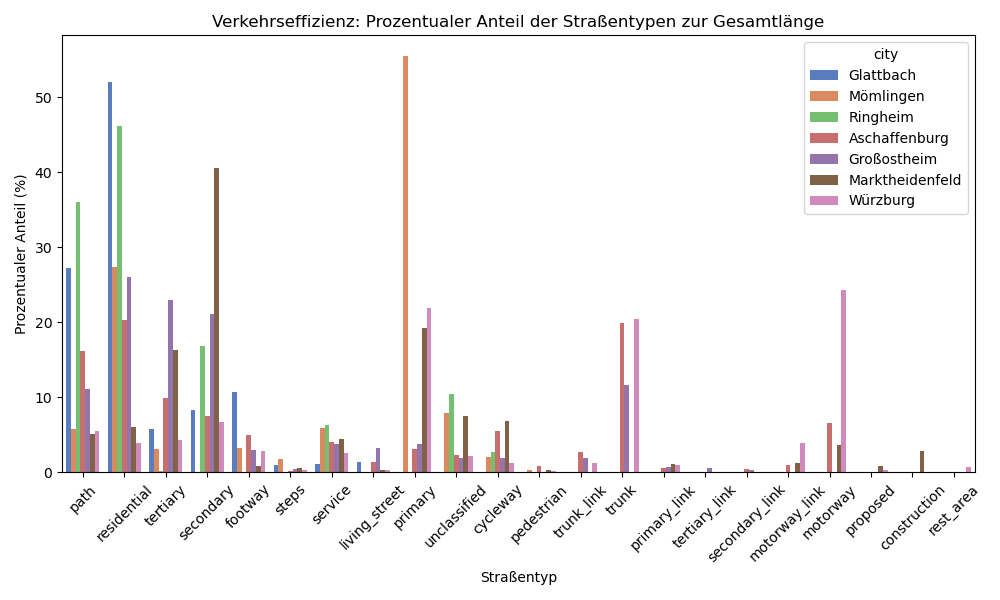 Verkehrseffizienz: Prozentualer Anteil der Straßentypen zur Gesamtlänge
city
Glattbach
Mömlingen
Ringheim
Aschaffenburg
Großostheim
Marktheidenfeld
Würzburg
Prozentualer Anteil (%)
50
40
30
20
10
0
path
residential
tertiary
secondary
footway
steps
service
living_street
primary
unclassified
cycleway
pedestrian
trunk_link
trunk
primary_link
tertiary_link
secondary_link
motorway_link
motorway
proposed
construction
rest_area
Straßentyp